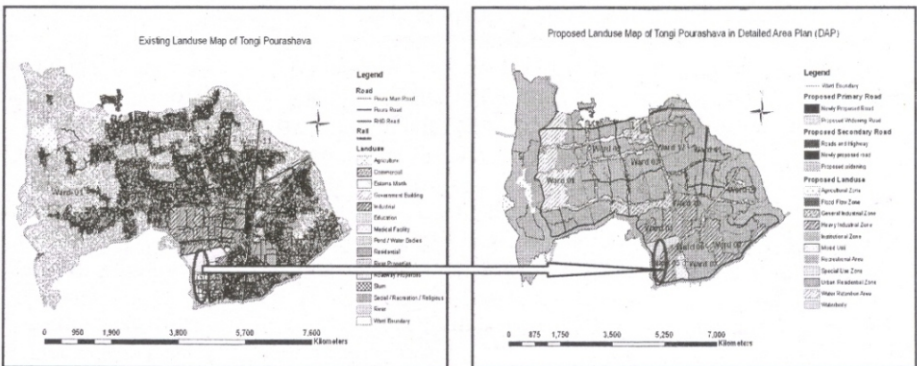 Existing Landuse Map of Tongi Pourashava
Legend
Road
Poura Main Road
Poura Road
RHD Road
Rail
Landuse
Agriculture
Commercial
Government Building
Industrial
Education
Medical Facility
Pond / Water Bodies
Residential
Slum
Social / Recreation / Religious
River
Ward Boundary
Ward 01
0 950 1,900 3,800 5,700 7,600
Kilometers
Proposed Landuse Map of Tongi Pourashava in Detailed Area Plan (DAP)
Legend
Ward Boundary
Proposed Primary Road
Newly Proposed Road
Proposed Widening Road
Proposed Secondary Road
Roads and Highway
Newly proposed road
Proposed widening
Proposed Landuse
Agricultural Zone
Flood Flow Zone
General Industrial Zone
Heavy Industrial Zone
Institutional Zone
Mixed Use
Recreational Area
Special Use Zone
Urban Residential Zone
Water Retention Area
Waterbody
0 875 1,750 3,500 5,250 7,000
Kilometers